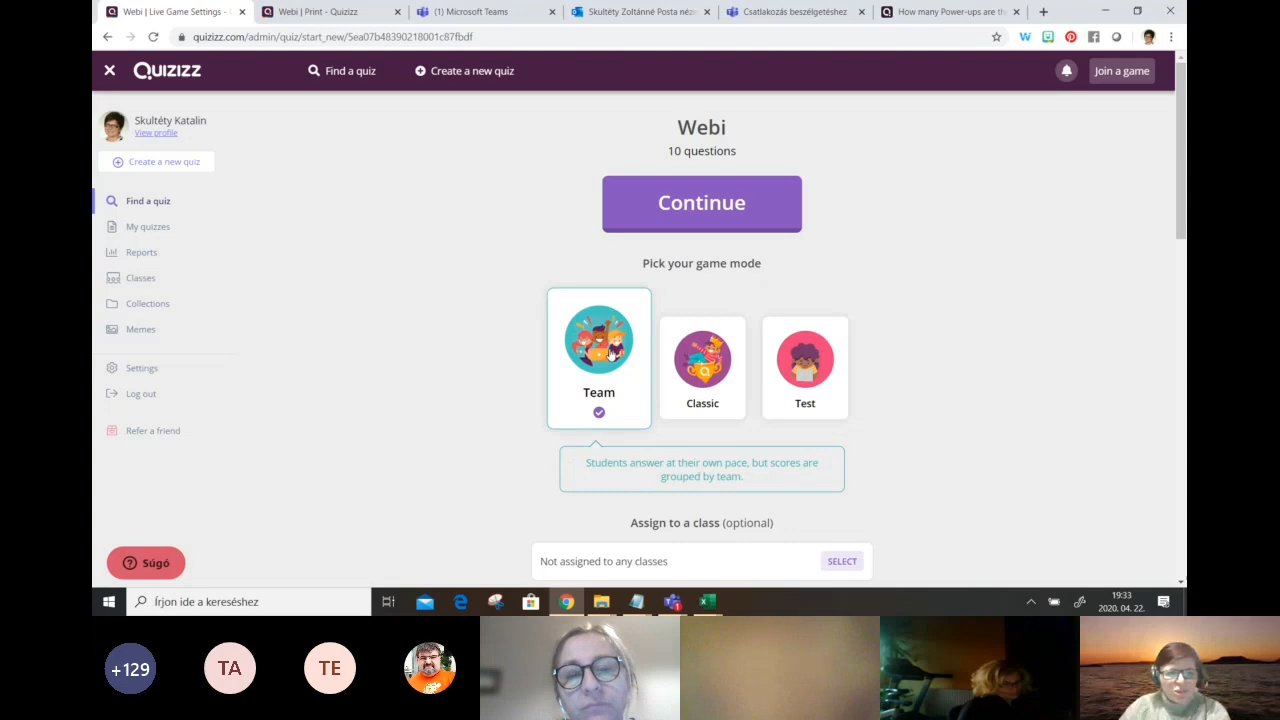 Webi | Live Game Settings -
Webi | Print - Quizizz
(1) Microsoft Teams
Skultéty Zoltánné Posta néze
Csatlakozás beszélgetéshez
How many Power-ups are th
quizizz.com/admin/quiz/start_new/5ea07b48390218001c87fbdf
QUIZIZZ
Find a quiz
Create a new quiz
Join a game
Skultéty Katalin
View profile
Create a new quiz
Find a quiz
My quizzes
Reports
Classes
Collections
Memes
Settings
Log out
Refer a friend
Súgó
Webi
10 questions
Continue
Pick your game mode
Team
Classic
Test
Students answer at their own pace, but scores are
grouped by team.
Assign to a class (optional)
Not assigned to any classes
SELECT
Írjon ide a kereséshez
1
19:33
2020. 04. 22.
+129
TA
TE